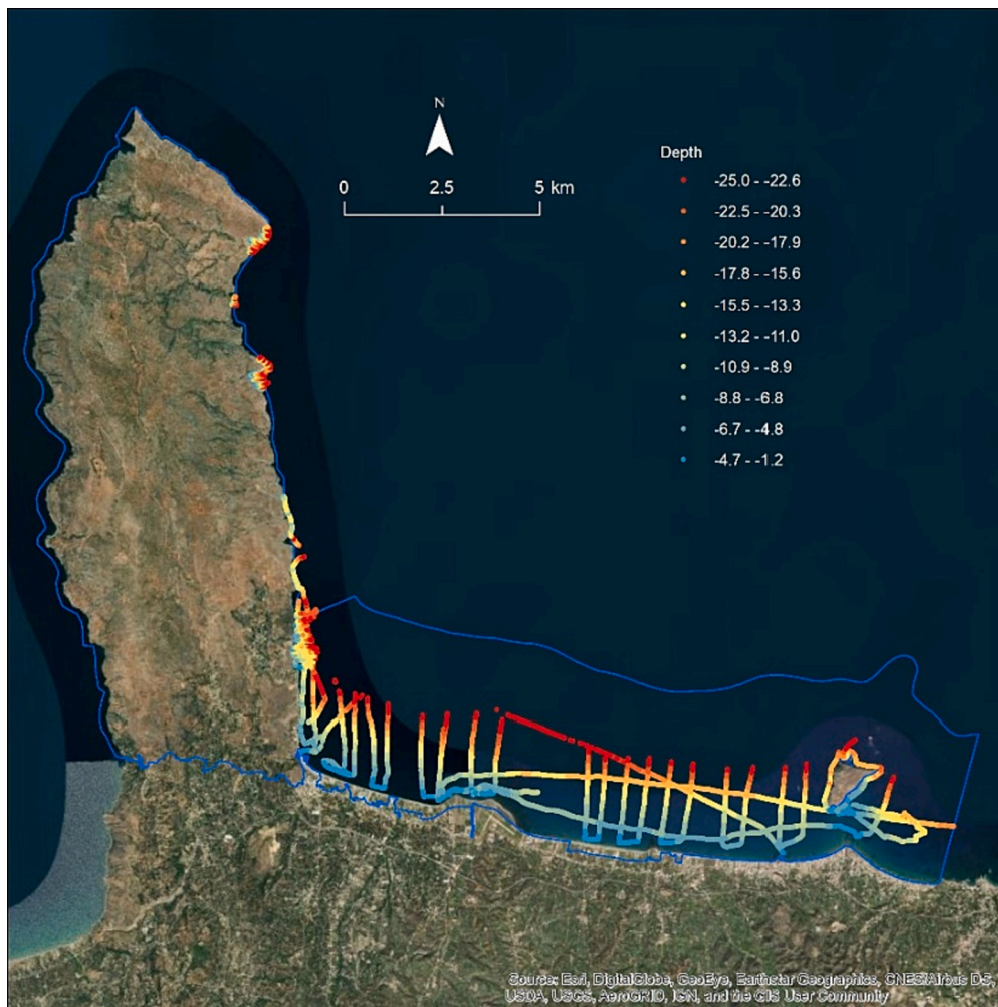 N
0 2.5 5 km
Depth
-25.0 - -22.6
-22.5 - -20.3
-20.2 - -17.9
-17.8 - -15.6
-15.5 - -13.3
-13.2 - -11.0
-10.9 - -8.9
-8.8 - -6.8
-6.7 - -4.8
-4.7 - -1.2
Source: Esri, DigitalGlobe, GeoEye, Earthstar Geographics, CNES/Airbus DS,
USDA, USGS, AeroGRID, IGN, and the GIS User Community